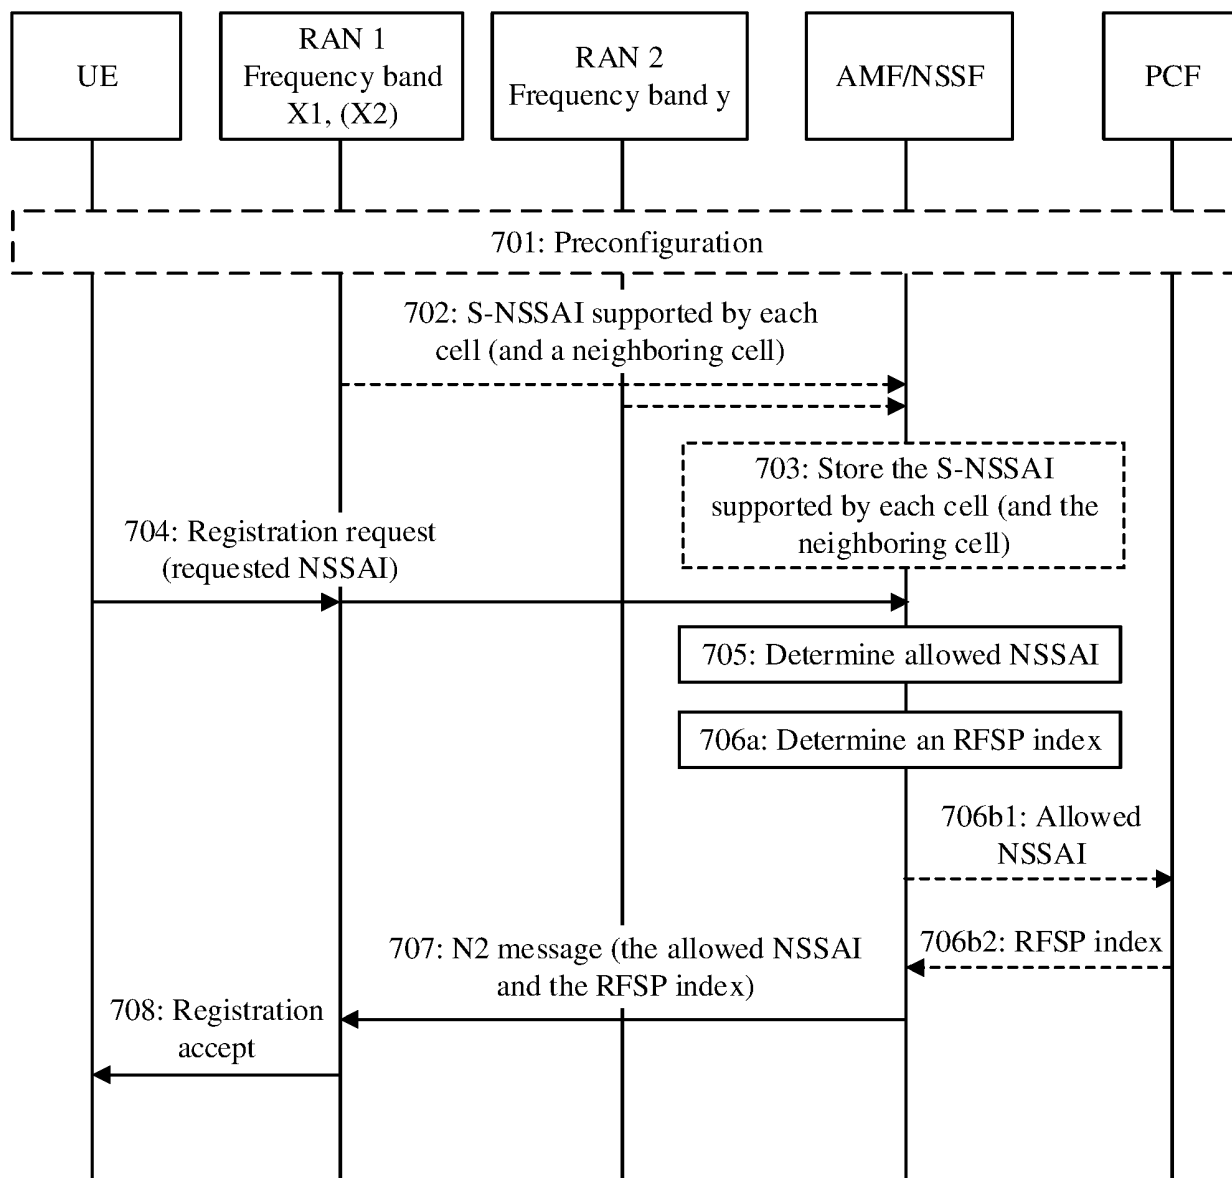 UE
RAN 1
Frequency band
X1, (X2)
RAN 2
Frequency band y
AMF/NSSF
PCF
701: Preconfiguration
702: S-NSSAI supported by each
cell (and a neighboring cell)
703: Store the S-NSSAI
supported by each cell (and the
neighboring cell)
704: Registration request
(requested NSSAI)
705: Determine allowed NSSAI
706a: Determine an RFSP index
706b1: Allowed
NSSAI
706b2: RFSP index
707: N2 message (the allowed NSSAI
and the RFSP index)
708: Registration
accept